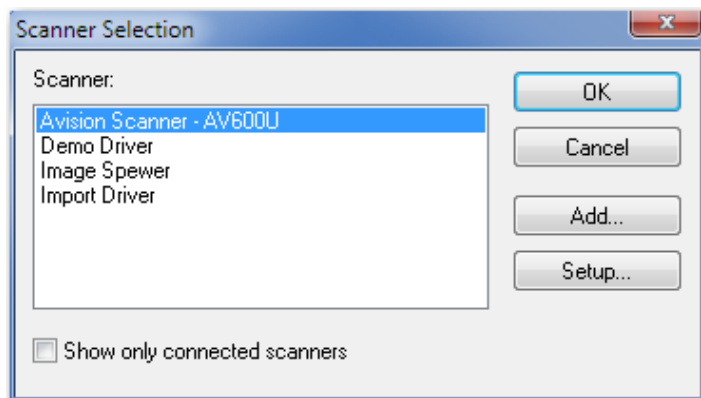 Scanner Selection
Scanner:
Avision Scanner - AV600U
Demo Driver
Image Spewer
Import Driver
OK
Cancel
Add...
Setup...
Show only connected scanners